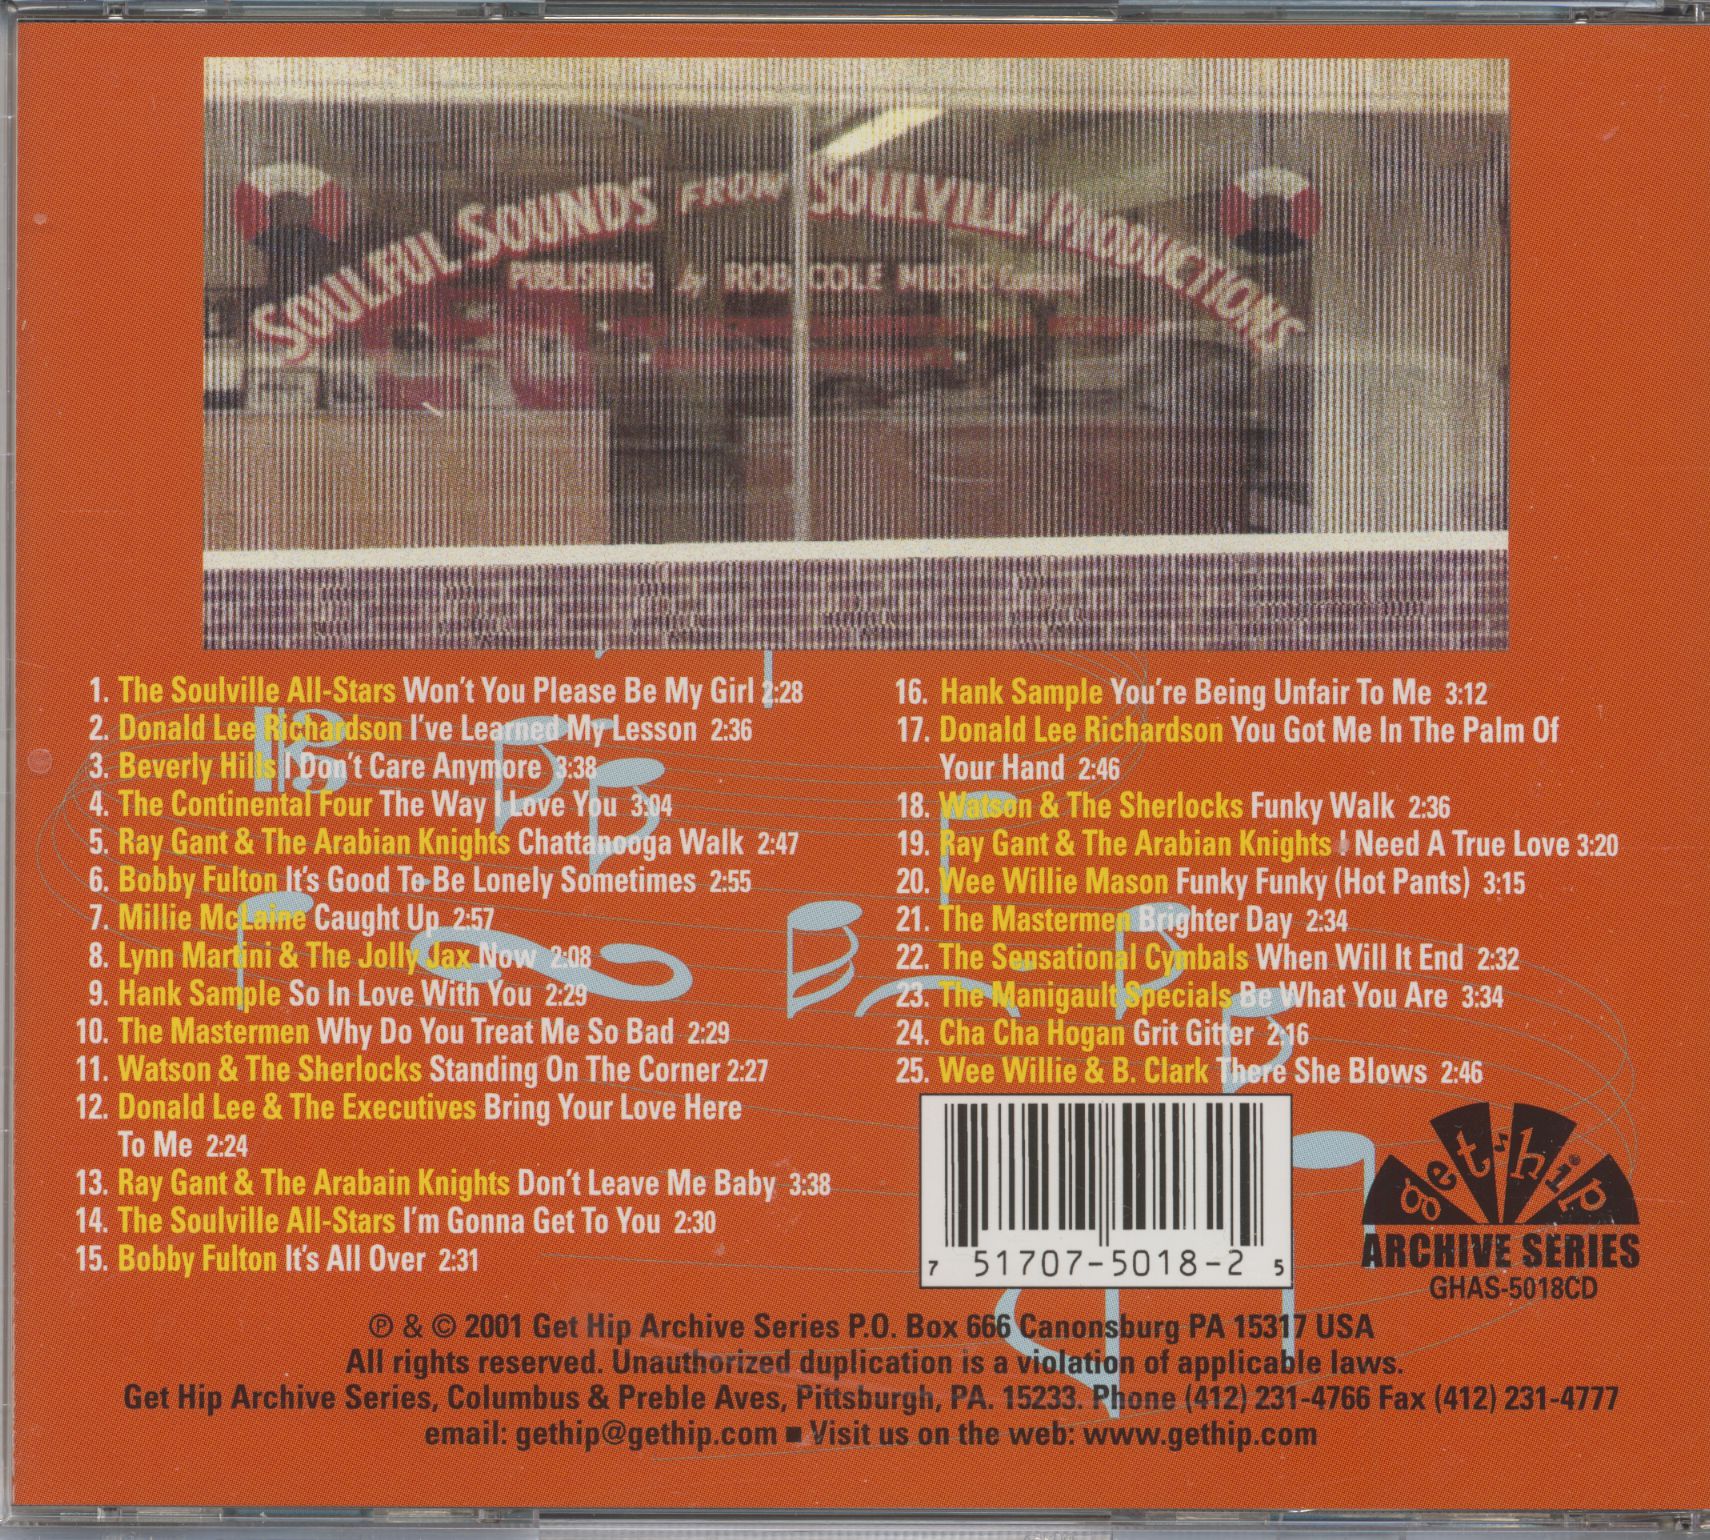 SOULFUL SOUNDS FROM SOULVILLE PRODUCTIONS
PUBLISHING by ROB-COLE MUSIC
1. The Soulville All-Stars Won't You Please Be My Girl 2:28
2. Donald Lee Richardson I've Learned My Lesson 2:36
3. Beverly Hills I Don't Care Anymore 3:38
4. The Continental Four The Way I Love You 3:04
5. Ray Gant & The Arabian Knights Chattanooga Walk 2:47
6. Bobby Fulton It's Good To Be Lonely Sometimes 2:55
7. Millie McLaine Caught Up 2:57
8. Lynn Martini & The Jolly Jax Now 2:08
9. Hank Sample So In Love With You 2:29
10. The Mastermen Why Do You Treat Me So Bad 2:29
11. Watson & The Sherlocks Standing On The Corner 2:27
12. Donald Lee & The Executives Bring Your Love Here
To Me 2:24
13. Ray Gant & The Arabain Knights Don't Leave Me Baby 3:38
14. The Soulville All-Stars I'm Gonna Get To You 2:30
15. Bobby Fulton It's All Over 2:31
16. Hank Sample You're Being Unfair To Me 3:12
17. Donald Lee Richardson You Got Me In The Palm Of
Your Hand 2:46
18. Watson & The Sherlocks Funky Walk 2:36
19. Ray Gant & The Arabian Knights I Need A True Love 3:20
20. Wee Willie Mason Funky Funky (Hot Pants) 3:15
21. The Mastermen Brighter Day 2:34
22. The Sensational Cymbals When Will It End 2:32
23. The Manigault Specials Be What You Are 3:34
24. Cha Cha Hogan Grit Gitter 2:16
25. Wee Willie & B. Clark There She Blows 2:46
7 51707-5018-2 5
get hip
ARCHIVE SERIES
GHAS-5018CD
℗ & © 2001 Get Hip Archive Series P.O. Box 666 Canonsburg PA 15317 USA
All rights reserved. Unauthorized duplication is a violation of applicable laws.
Get Hip Archive Series, Columbus & Preble Aves, Pittsburgh, PA. 15233. Phone (412) 231-4766 Fax (412) 231-4777
email: gethip@gethip.com ■ Visit us on the web: www.gethip.com